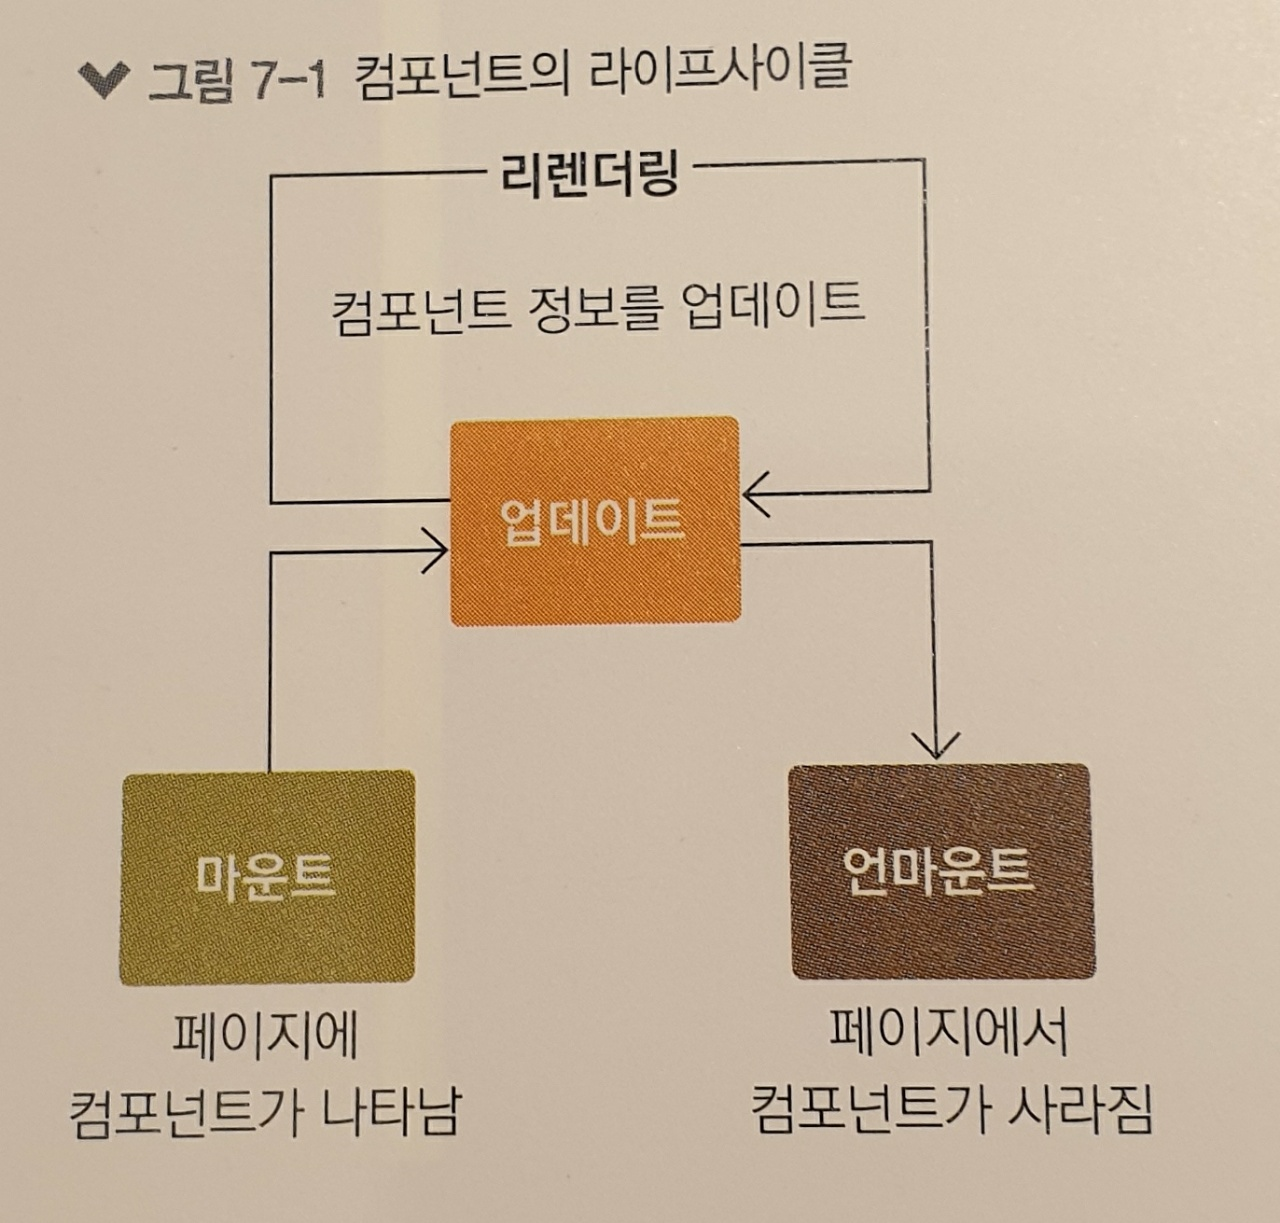 그림 7-1 컴포넌트의 라이프사이클
리렌더링
컴포넌트 정보를 업데이트
업데이트
마운트
언마운트
페이지에
컴포넌트가 나타남
페이지에서
컴포넌트가 사라짐